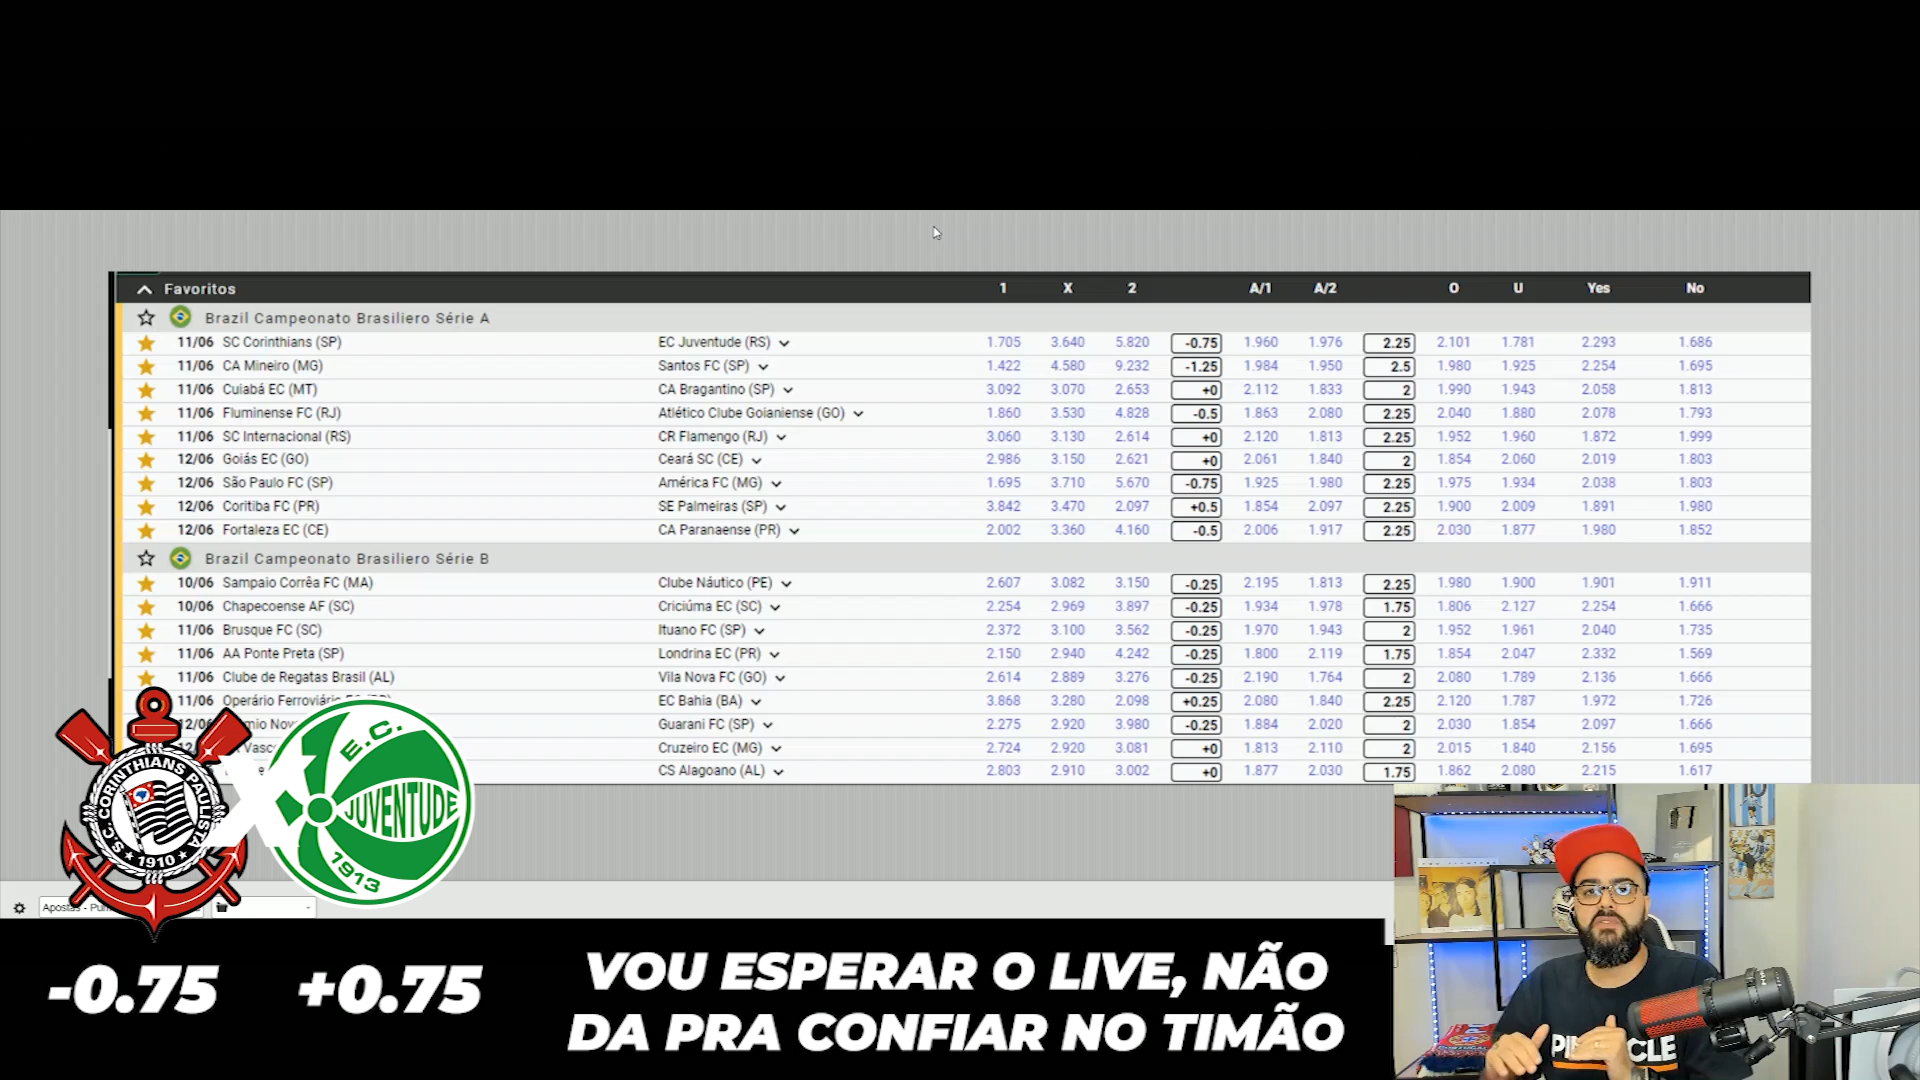 Favoritos 1 X 2 A/1 A/2 O U Yes No
Brazil Campeonato Brasiliero Série A
11/06 SC Corinthians (SP) EC Juventude (RS) 1.705 3.640 5.820 -0.75 1.960 1.976 2.25 2.101 1.781 2.293 1.686
11/06 CA Mineiro (MG) Santos FC (SP) 1.422 4.580 9.232 -1.25 1.984 1.950 2.5 1.980 1.925 2.254 1.695
11/06 Cuiabá EC (MT) CA Bragantino (SP) 3.092 3.070 2.653 +0 2.112 1.833 2 1.990 1.943 2.058 1.813
11/06 Fluminense FC (RJ) Atlético Clube Goianiense (GO) 1.860 3.530 4.828 -0.5 1.863 2.080 2.25 2.040 1.880 2.078 1.793
11/06 SC Internacional (RS) CR Flamengo (RJ) 3.060 3.130 2.614 +0 2.120 1.813 2.25 1.952 1.960 1.872 1.999
12/06 Goiás EC (GO) Ceará SC (CE) 2.986 3.150 2.621 +0 2.061 1.840 2 1.854 2.060 2.019 1.803
12/06 São Paulo FC (SP) América FC (MG) 1.695 3.710 5.670 -0.75 1.925 1.980 2.25 1.975 1.934 2.038 1.803
12/06 Coritiba FC (PR) SE Palmeiras (SP) 3.842 3.470 2.097 +0.5 1.854 2.097 2.25 1.900 2.009 1.891 1.980
12/06 Fortaleza EC (CE) CA Paranaense (PR) 2.002 3.360 4.160 -0.5 2.006 1.917 2.25 2.030 1.877 1.980 1.852
Brazil Campeonato Brasiliero Série B
10/06 Sampaio Corrêa FC (MA) Clube Náutico (PE) 2.607 3.082 3.150 -0.25 2.195 1.813 2.25 1.980 1.900 1.901 1.911
10/06 Chapecoense AF (SC) Criciúma EC (SC) 2.254 2.969 3.897 -0.25 1.934 1.978 1.75 1.806 2.127 2.254 1.666
11/06 Brusque FC (SC) Ituano FC (SP) 2.372 3.100 3.562 -0.25 1.970 1.943 2 1.952 1.961 2.040 1.735
11/06 AA Ponte Preta (SP) Londrina EC (PR) 2.150 2.940 4.242 -0.25 1.800 2.119 1.75 1.854 2.047 2.332 1.569
11/06 Clube de Regatas Brasil (AL) Vila Nova FC (GO) 2.614 2.889 3.276 -0.25 2.190 1.764 2 2.080 1.789 2.136 1.666
11/06 Operário EC Bahia (BA) 3.868 3.280 2.098 +0.25 2.080 1.840 2.25 2.120 1.787 1.972 1.726
Guarani FC (SP) 2.275 2.920 3.980 -0.25 1.884 2.020 2 2.030 1.854 2.097 1.666
Cruzeiro EC (MG) 2.724 2.920 3.081 +0 1.813 2.110 2 2.015 1.840 2.156 1.695
CS Alagoano (AL) 2.803 2.910 3.002 +0 1.877 2.030 1.75 1.862 2.080 2.215 1.617
S.C. CORINTHIANS PAULISTA
1910
X
E.C.
JUVENTUDE
1913
Apostas -
-0.75 +0.75
VOU ESPERAR O LIVE, NÃO
DA PRA CONFIAR NO TIMÃO